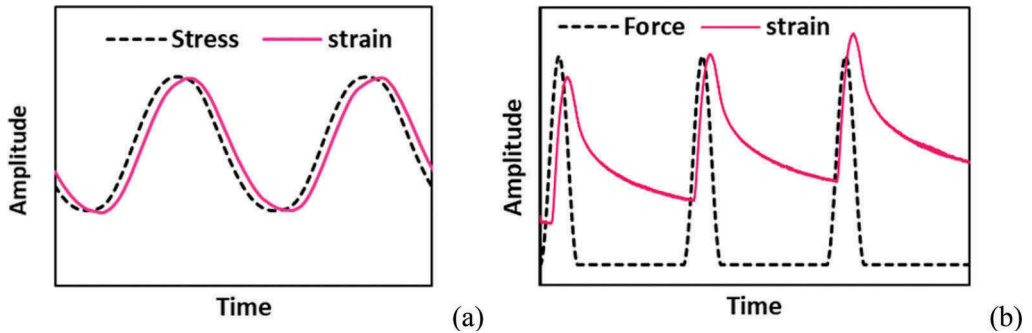 Stress strain
Amplitude
Time
(a)
Force strain
Amplitude
Time
(b)